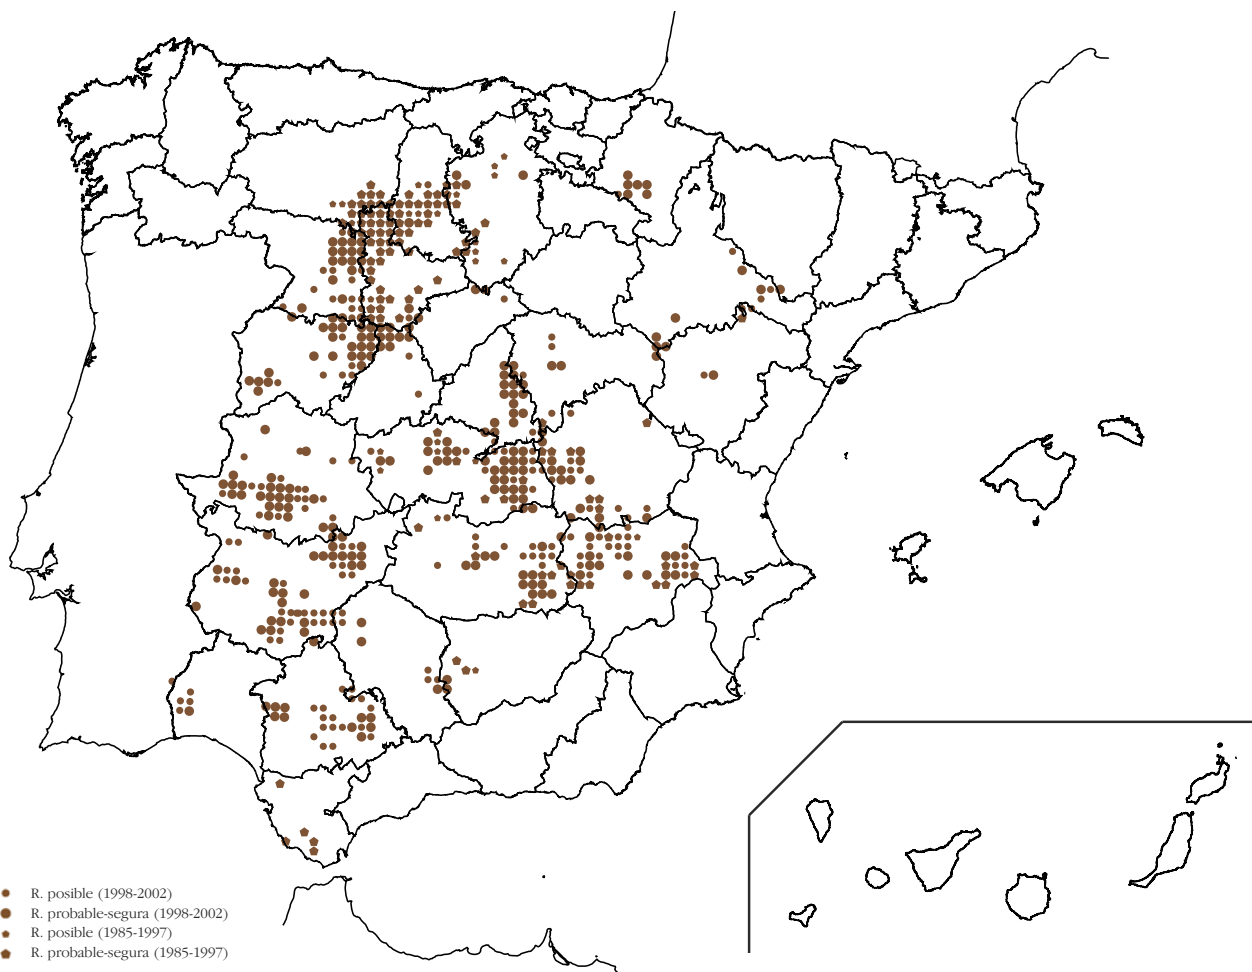 R. posible (1998-2002)
R. probable-segura (1998-2002)
R. posible (1985-1997)
R. probable-segura (1985-1997)